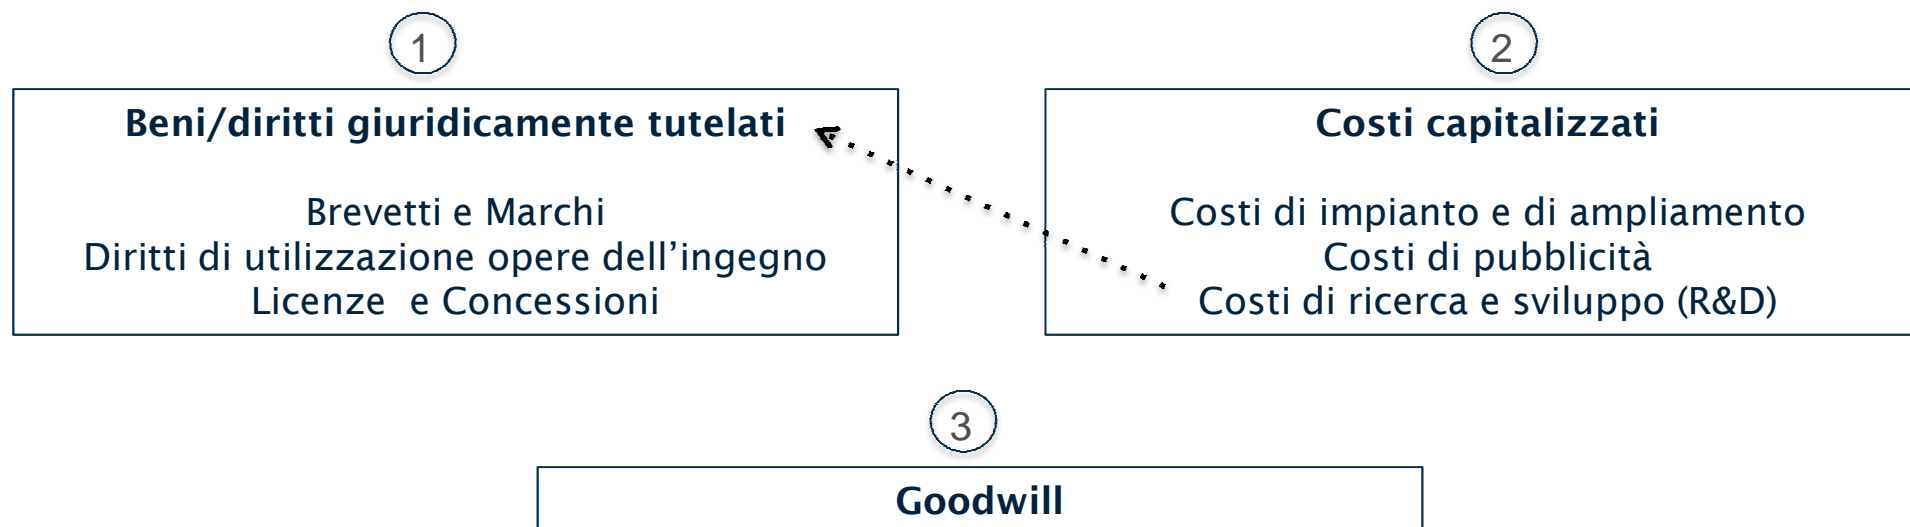 1
Beni/diritti giuridicamente tutelati
Brevetti e Marchi
Diritti di utilizzazione opere dell'ingegno
Licenze e Concessioni
2
Costi capitalizzati
Costi di impianto e di ampliamento
Costi di pubblicità
Costi di ricerca e sviluppo (R&D)
3
Goodwill